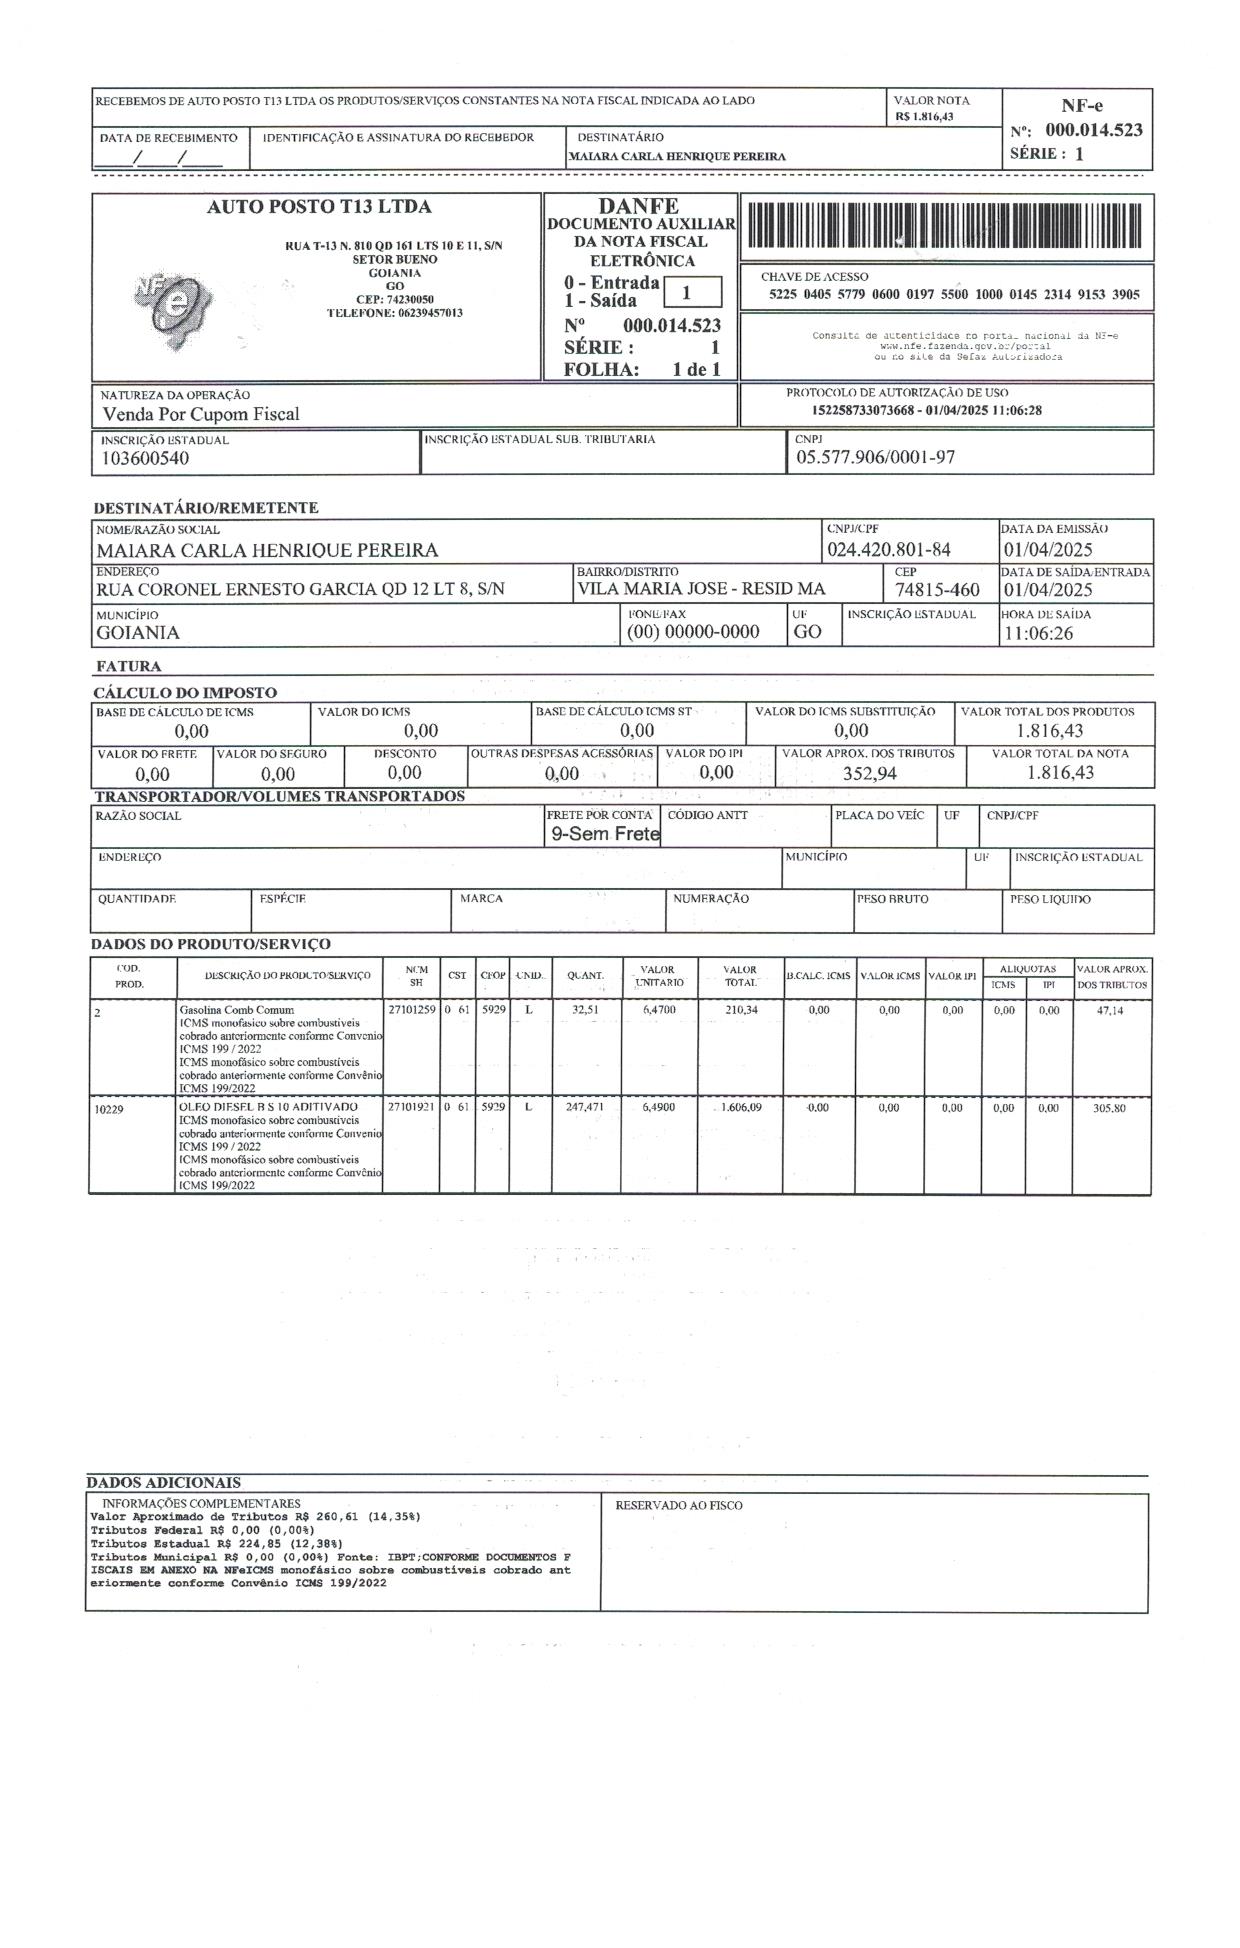 RECEBEMOS DE AUTO POSTO T13 LTDA OS PRODUTOS/SERVIÇOS CONSTANTES NA NOTA FISCAL INDICADA AO LADO
VALOR NOTA
R$ 1.816,43
NF-e
Nº: 000.014.523
SÉRIE : 1
DATA DE RECEBIMENTO
___/___/___
IDENTIFICAÇÃO E ASSINATURA DO RECEBEDOR
DESTINATÁRIO
MAIARA CARLA HENRIQUE PEREIRA
AUTO POSTO T13 LTDA
RUA T-13 N. 810 QD 161 LTS 10 E 11, S/N
SETOR BUENO
GOIANIA
GO
CEP: 74230050
TELEFONE: 06239457013
NF e
DANFE
DOCUMENTO AUXILIAR
DA NOTA FISCAL
ELETRÔNICA
0 - Entrada
1 - Saída
1
Nº 000.014.523
SÉRIE : 1
FOLHA: 1 de 1
CHAVE DE ACESSO
5225 0405 5779 0600 0197 5500 1000 0145 2314 9153 3905
Consulta de autenticidade no portal nacional da NF-e
www.nfe.fazenda.gov.br/portal
ou no site da Sefaz Autorizadora
NATUREZA DA OPERAÇÃO
Venda Por Cupom Fiscal
PROTOCOLO DE AUTORIZAÇÃO DE USO
152258733073668 - 01/04/2025 11:06:28
INSCRIÇÃO ESTADUAL
103600540
INSCRIÇÃO ESTADUAL SUB. TRIBUTARIA
CNPJ
05.577.906/0001-97
DESTINATÁRIO/REMETENTE
NOME/RAZÃO SOCIAL
MAIARA CARLA HENRIQUE PEREIRA
CNPJ/CPF
024.420.801-84
DATA DA EMISSÃO
01/04/2025
ENDEREÇO
RUA CORONEL ERNESTO GARCIA QD 12 LT 8, S/N
BAIRRO/DISTRITO
VILA MARIA JOSE - RESID MA
CEP
74815-460
DATA DE SAÍDA/ENTRADA
01/04/2025
MUNICÍPIO
GOIANIA
FONE/FAX
(00) 00000-0000
UF
GO
INSCRIÇÃO ESTADUAL
HORA DE SAÍDA
11:06:26
FATURA
CÁLCULO DO IMPOSTO
BASE DE CÁLCULO DE ICMS
0,00
VALOR DO ICMS
0,00
BASE DE CÁLCULO ICMS ST
0,00
VALOR DO ICMS SUBSTITUIÇÃO
0,00
VALOR TOTAL DOS PRODUTOS
1.816,43
VALOR DO FRETE
0,00
VALOR DO SEGURO
0,00
DESCONTO
0,00
OUTRAS DESPESAS ACESSÓRIAS
0,00
VALOR DO IPI
0,00
VALOR APROX. DOS TRIBUTOS
352,94
VALOR TOTAL DA NOTA
1.816,43
TRANSPORTADOR/VOLUMES TRANSPORTADOS
RAZÃO SOCIAL
FRETE POR CONTA
9-Sem Frete
CÓDIGO ANTT
PLACA DO VEÍC
UF
CNPJ/CPF
ENDEREÇO
MUNICÍPIO
UF
INSCRIÇÃO ESTADUAL
QUANTIDADE
ESPÉCIE
MARCA
NUMERAÇÃO
PESO BRUTO
PESO LIQUIDO
DADOS DO PRODUTO/SERVIÇO
COD. PROD. DESCRIÇÃO DO PRODUTO/SERVIÇO NCM SH CST CFOP UNID. QUANT. VALOR UNITARIO VALOR TOTAL B.CALC. ICMS VALOR ICMS VALOR IPI ALIQUOTAS ICMS IPI VALOR APROX. DOS TRIBUTOS
2 Gasolina Comb Comum 27101259 0 61 5929 L 32,51 6,4700 210,34 0,00 0,00 0,00 0,00 0,00 47,14
ICMS monofasico sobre combustiveis
cobrado anteriormente conforme Convenio
ICMS 199 / 2022
ICMS monofásico sobre combustíveis
cobrado anteriormente conforme Convênio
ICMS 199/2022
10229 OLEO DIESEL B S 10 ADITIVADO 27101921 0 61 5929 L 247,471 6,4900 1.606,09 0,00 0,00 0,00 0,00 0,00 305,80
ICMS monofasico sobre combustiveis
cobrado anteriormente conforme Convenio
ICMS 199 / 2022
ICMS monofásico sobre combustíveis
cobrado anteriormente conforme Convênio
ICMS 199/2022
DADOS ADICIONAIS
INFORMAÇÕES COMPLEMENTARES
Valor Aproximado de Tributos R$ 260,61 (14,35%)
Tributos Federal R$ 0,00 (0,00%)
Tributos Estadual R$ 224,85 (12,38%)
Tributos Municipal R$ 0,00 (0,00%) Fonte: IBPT;CONFORME DOCUMENTOS F
ISCAIS EM ANEXO NA NFeICMS monofásico sobre combustíveis cobrado ant
eriormente conforme Convênio ICMS 199/2022
RESERVADO AO FISCO